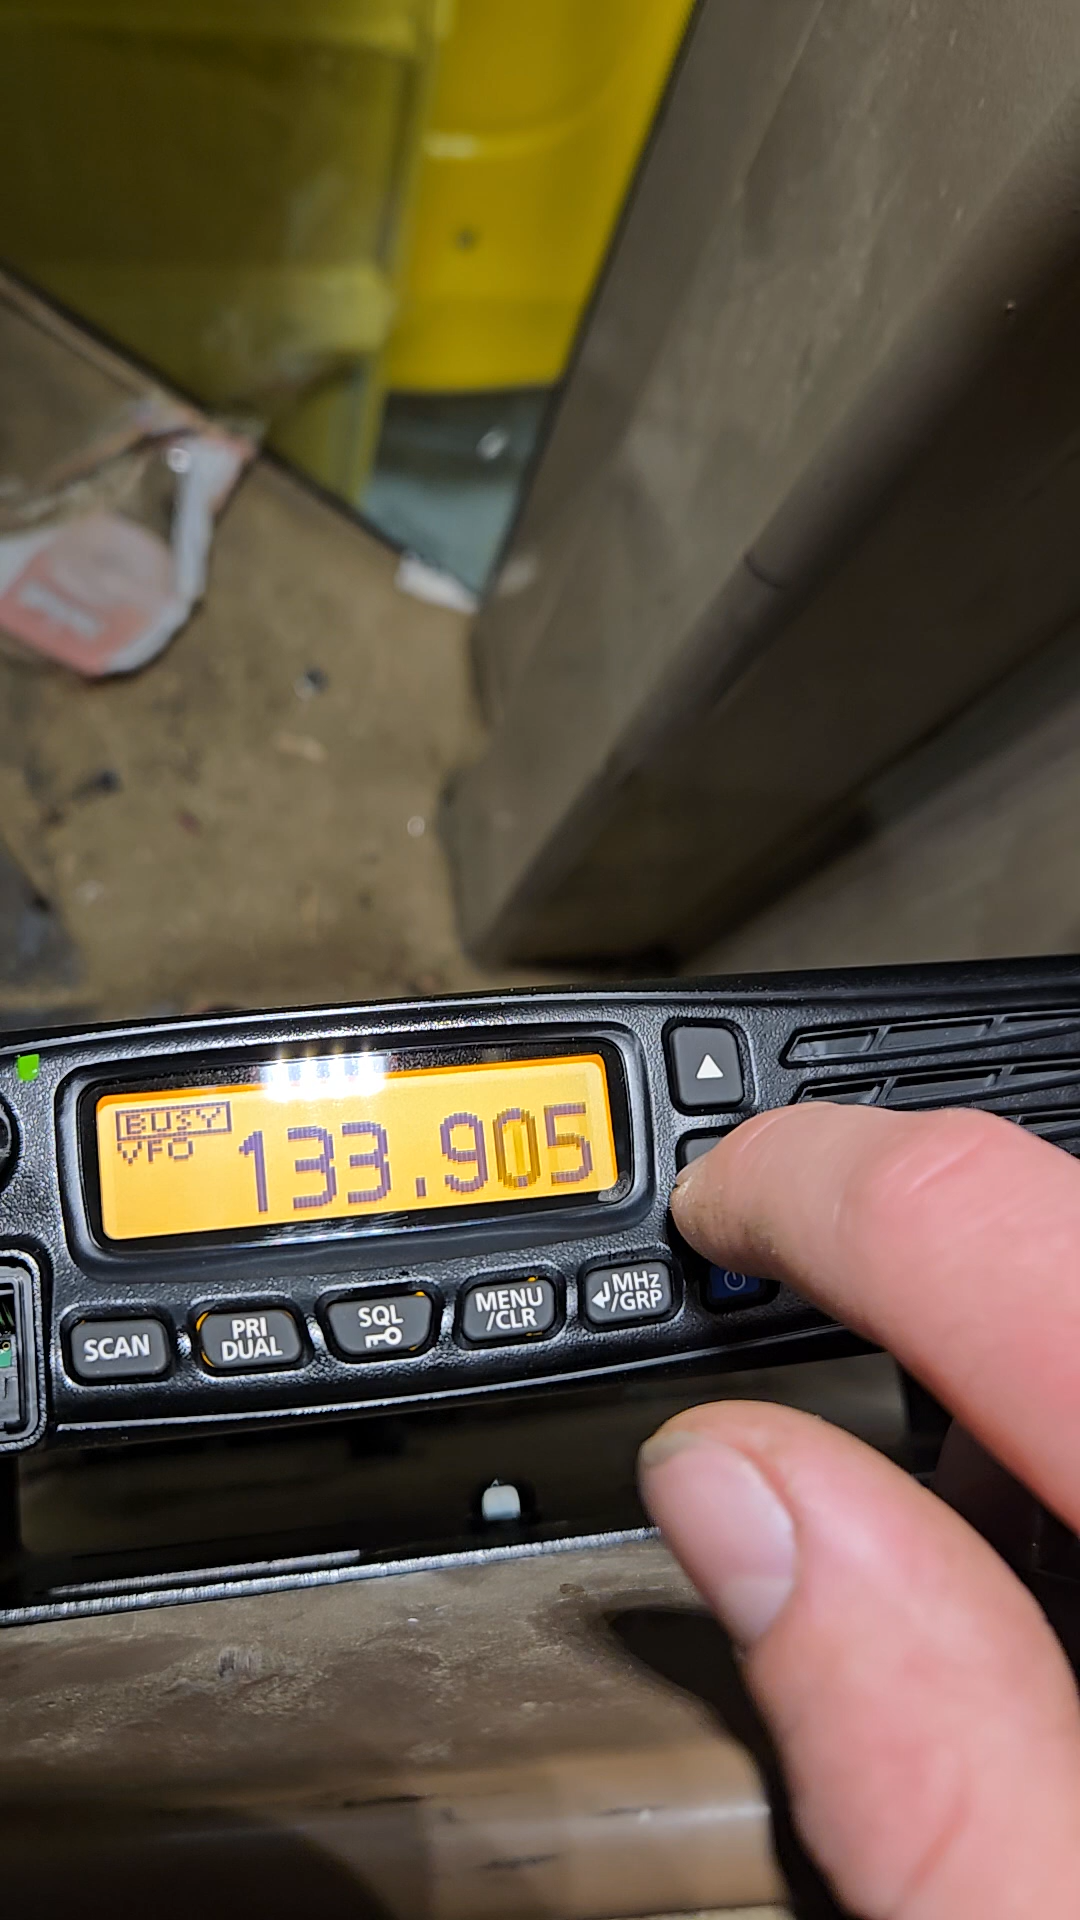 BUSY
VFO 133.905
SCAN
PRI
DUAL
SQL
MENU
/CLR
MHz
/GRP